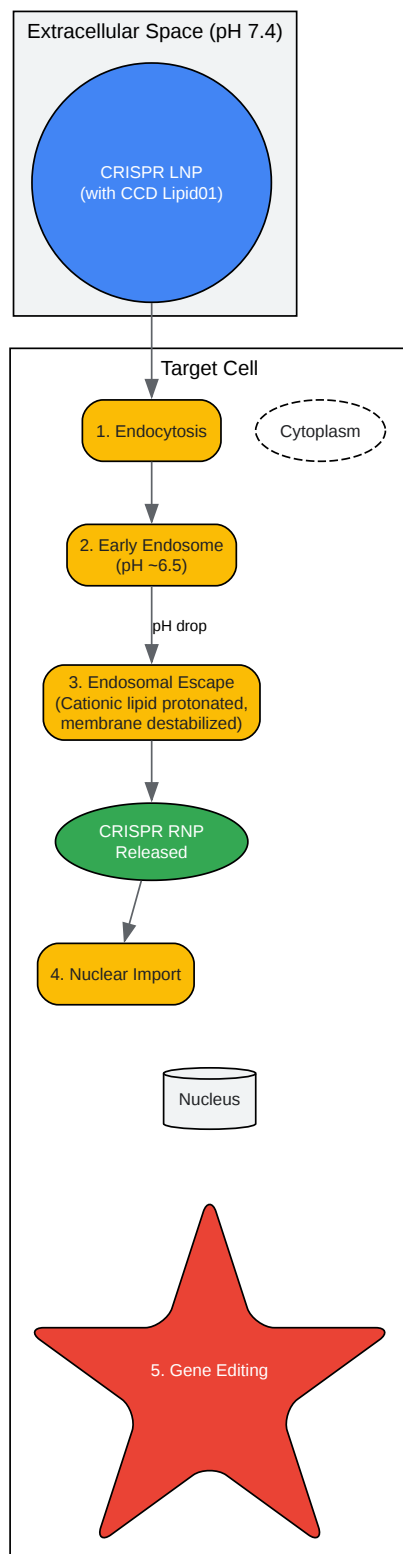 Extracellular Space (pH 7.4)
CRISPR LNP
(with CCD Lipid01)
Target Cell
1. Endocytosis
Cytoplasm
2. Early Endosome
(pH ~6.5)
pH drop
3. Endosomal Escape
(Cationic lipid protonated,
membrane destabilized)
CRISPR RNP
Released
4. Nuclear Import
Nucleus
5. Gene Editing